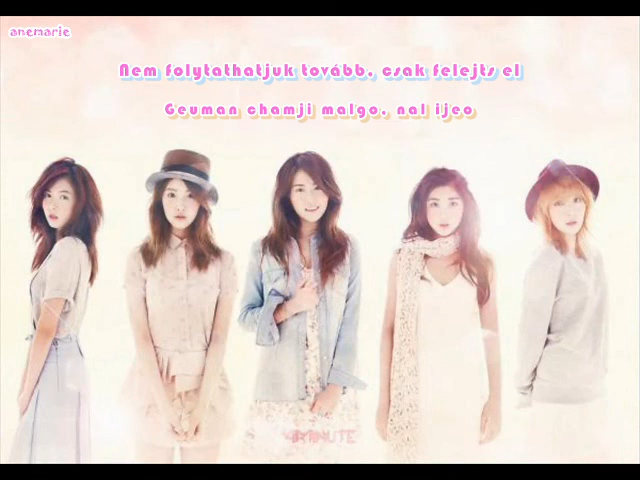 anemarie
Nem folytathatjuk tovább, csak felejts el
Geuman chamji malgo, nal ijeo
4MINUTE